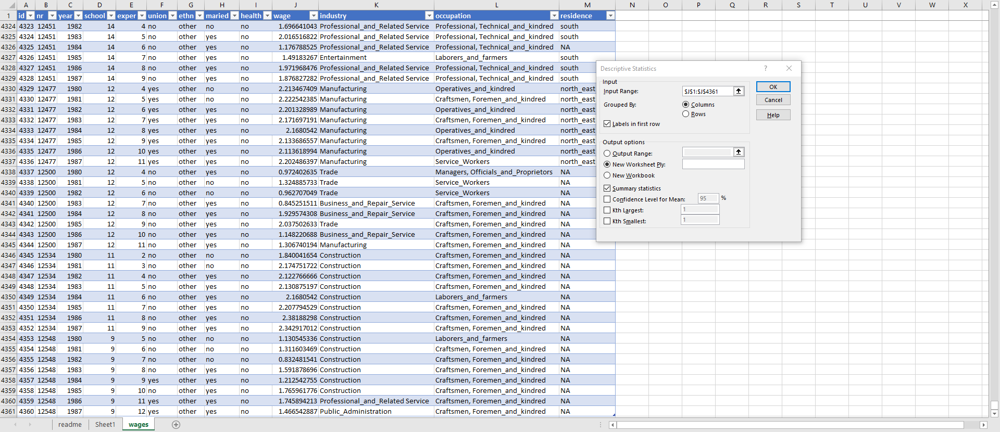 A B C D E F G H I J K L M N O P Q R S T U V W X
1 id nr year school exper union ethn maried health wage industry occupation residence
4324 4323 12451 1982 14 4 no other no no 1.696641043 Professional_and_Related Service Professional, Technical_and_kindred south
4325 4324 12451 1983 14 5 no other yes no 2.016516822 Professional_and_Related Service Professional, Technical_and_kindred south
4326 4325 12451 1984 14 6 no other yes no 1.176788525 Professional_and_Related Service Professional, Technical_and_kindred NA
4327 4326 12451 1985 14 7 no other yes no 1.49183267 Entertainment Laborers_and_farmers south
4328 4327 12451 1986 14 8 no other yes no 1.971968476 Professional_and_Related Service Professional, Technical_and_kindred south
4329 4328 12451 1987 14 9 no other yes no 1.876827282 Professional_and_Related Service Professional, Technical_and_kindred south
4330 4329 12477 1980 12 4 yes other no no 2.213467409 Manufacturing Operatives_and_kindred north_east
4331 4330 12477 1981 12 5 yes other no no 2.222542385 Manufacturing Craftsmen, Foremen_and_kindred north_east
4332 4331 12477 1982 12 6 yes other yes no 2.201328989 Manufacturing Operatives_and_kindred north_east
4333 4332 12477 1983 12 7 yes other yes no 2.171697191 Manufacturing Craftsmen, Foremen_and_kindred north_east
4334 4333 12477 1984 12 8 yes other yes no 2.1680542 Manufacturing Operatives_and_kindred north_east
4335 4334 12477 1985 12 9 yes other yes no 2.133686557 Manufacturing Craftsmen, Foremen_and_kindred north_east
4336 4335 12477 1986 12 10 yes other yes no 2.113618994 Manufacturing Operatives_and_kindred north_east
4337 4336 12477 1987 12 11 yes other yes no 2.202486397 Manufacturing Service_Workers north_east
4338 4337 12500 1980 12 4 no other yes no 0.972402635 Trade Managers, Officials_and_Proprietors NA
4339 4338 12500 1981 12 5 no other no no 1.324885733 Trade Service_Workers NA
4340 4339 12500 1982 12 6 no other no no 0.962707049 Trade Service_Workers NA
4341 4340 12500 1983 12 7 no other yes no 0.845251511 Business_and_Repair_Service Craftsmen, Foremen_and_kindred NA
4342 4341 12500 1984 12 8 no other yes no 1.929574308 Business_and_Repair_Service Craftsmen, Foremen_and_kindred NA
4343 4342 12500 1985 12 9 no other yes no 2.037502633 Trade Craftsmen, Foremen_and_kindred NA
4344 4343 12500 1986 12 10 no other yes no 1.148220688 Business_and_Repair_Service Craftsmen, Foremen_and_kindred NA
4345 4344 12500 1987 12 11 no other yes no 1.306740194 Manufacturing Craftsmen, Foremen_and_kindred NA
4346 4345 12534 1980 11 2 no other no no 1.840041654 Construction Craftsmen, Foremen_and_kindred NA
4347 4346 12534 1981 11 3 no other no no 2.174751722 Construction Craftsmen, Foremen_and_kindred NA
4348 4347 12534 1982 11 4 no other yes no 2.122766666 Construction Craftsmen, Foremen_and_kindred NA
4349 4348 12534 1983 11 5 no other yes no 2.130875197 Construction Craftsmen, Foremen_and_kindred NA
4350 4349 12534 1984 11 6 no other yes no 2.1680542 Construction Laborers_and_farmers NA
4351 4350 12534 1985 11 7 no other yes no 2.207794529 Construction Craftsmen, Foremen_and_kindred NA
4352 4351 12534 1986 11 8 no other yes no 2.38188298 Construction Craftsmen, Foremen_and_kindred NA
4353 4352 12534 1987 11 9 no other yes no 2.342917012 Construction Craftsmen, Foremen_and_kindred NA
4354 4353 12548 1980 9 5 no other no no 1.130545336 Construction Laborers_and_farmers NA
4355 4354 12548 1981 9 6 no other no no 1.311603469 Construction Craftsmen, Foremen_and_kindred NA
4356 4355 12548 1982 9 7 no other no no 0.832481541 Construction Craftsmen, Foremen_and_kindred NA
4357 4356 12548 1983 9 8 no other yes no 1.591878696 Construction Craftsmen, Foremen_and_kindred NA
4358 4357 12548 1984 9 9 yes other yes no 1.212542755 Construction Craftsmen, Foremen_and_kindred NA
4359 4358 12548 1985 9 10 no other yes no 1.765961776 Construction Craftsmen, Foremen_and_kindred NA
4360 4359 12548 1986 9 11 yes other yes no 1.745894213 Professional_and_Related Service Craftsmen, Foremen_and_kindred NA
4361 4360 12548 1987 9 12 yes other yes no 1.466542887 Public_Administration Craftsmen, Foremen_and_kindred NA
Descriptive Statistics ?
Input
Input Range: $J$1:$J$4361 OK
Cancel
Grouped By: Columns
Rows Help
Labels in first row
Output options
Output Range:
New Worksheet Ply:
New Workbook
Summary statistics
Confidence Level for Mean: 95 %
Kth Largest: 1
Kth Smallest: 1
readme Sheet1 wages